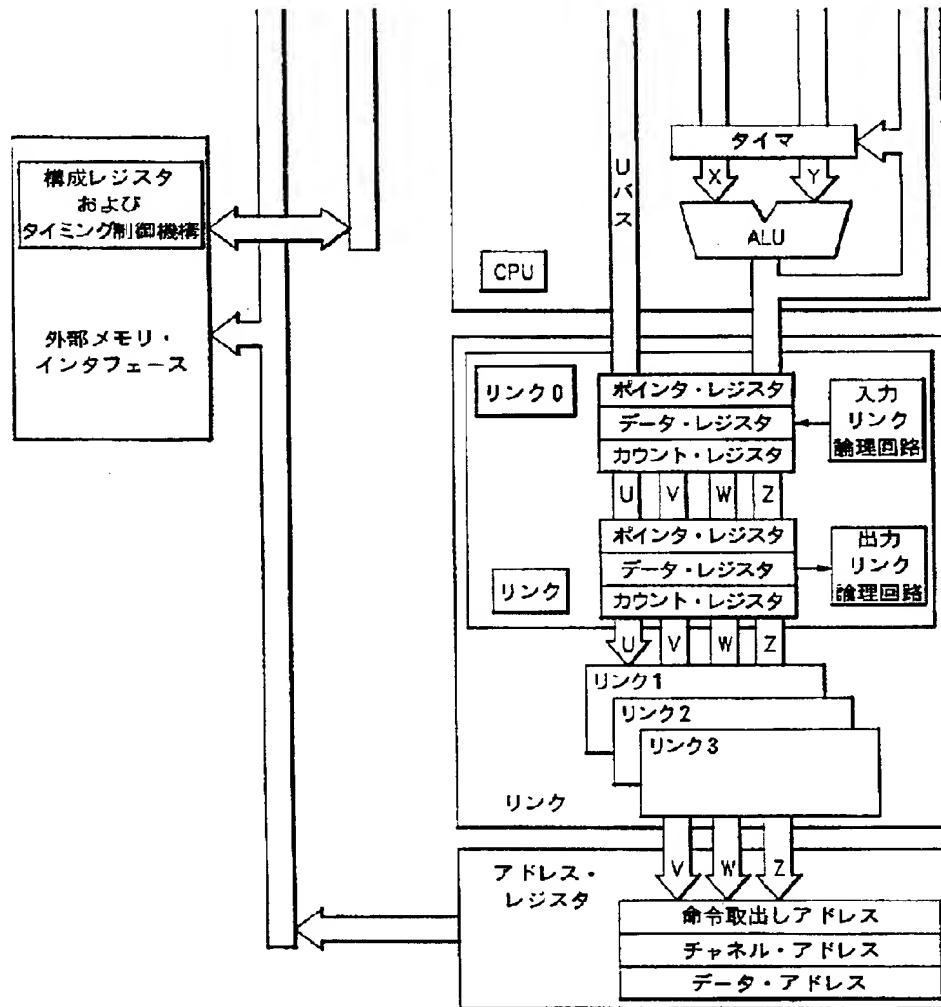 構成レジスタ
および
タイミング制御機構
外部メモリ・
インタフェース
Uバス
タイマ
X
Y
ALU
CPU
リンク0
ポインタ・レジスタ
データ・レジスタ
カウント・レジスタ
入力
リンク
論理回路
U
V
W
Z
ポインタ・レジスタ
データ・レジスタ
カウント・レジスタ
出力
リンク
論理回路
リンク
U
V
W
Z
リンク1
リンク2
リンク3
リンク
V
W
Z
アドレス・
レジスタ
命令取出しアドレス
チャネル・アドレス
データ・アドレス